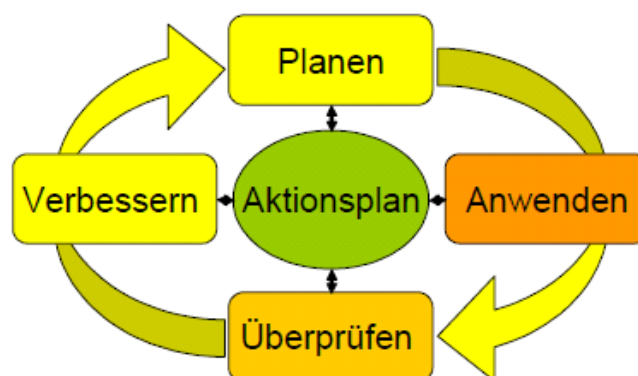 Planen
Verbessern
Aktionsplan
Anwenden
Überprüfen